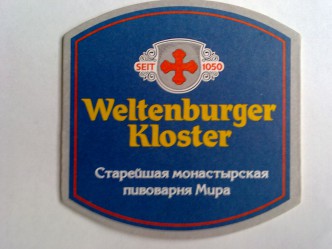 SEIT 1050
Weltenburger
Kloster
Старейшая монастырская
пивоварня Мира